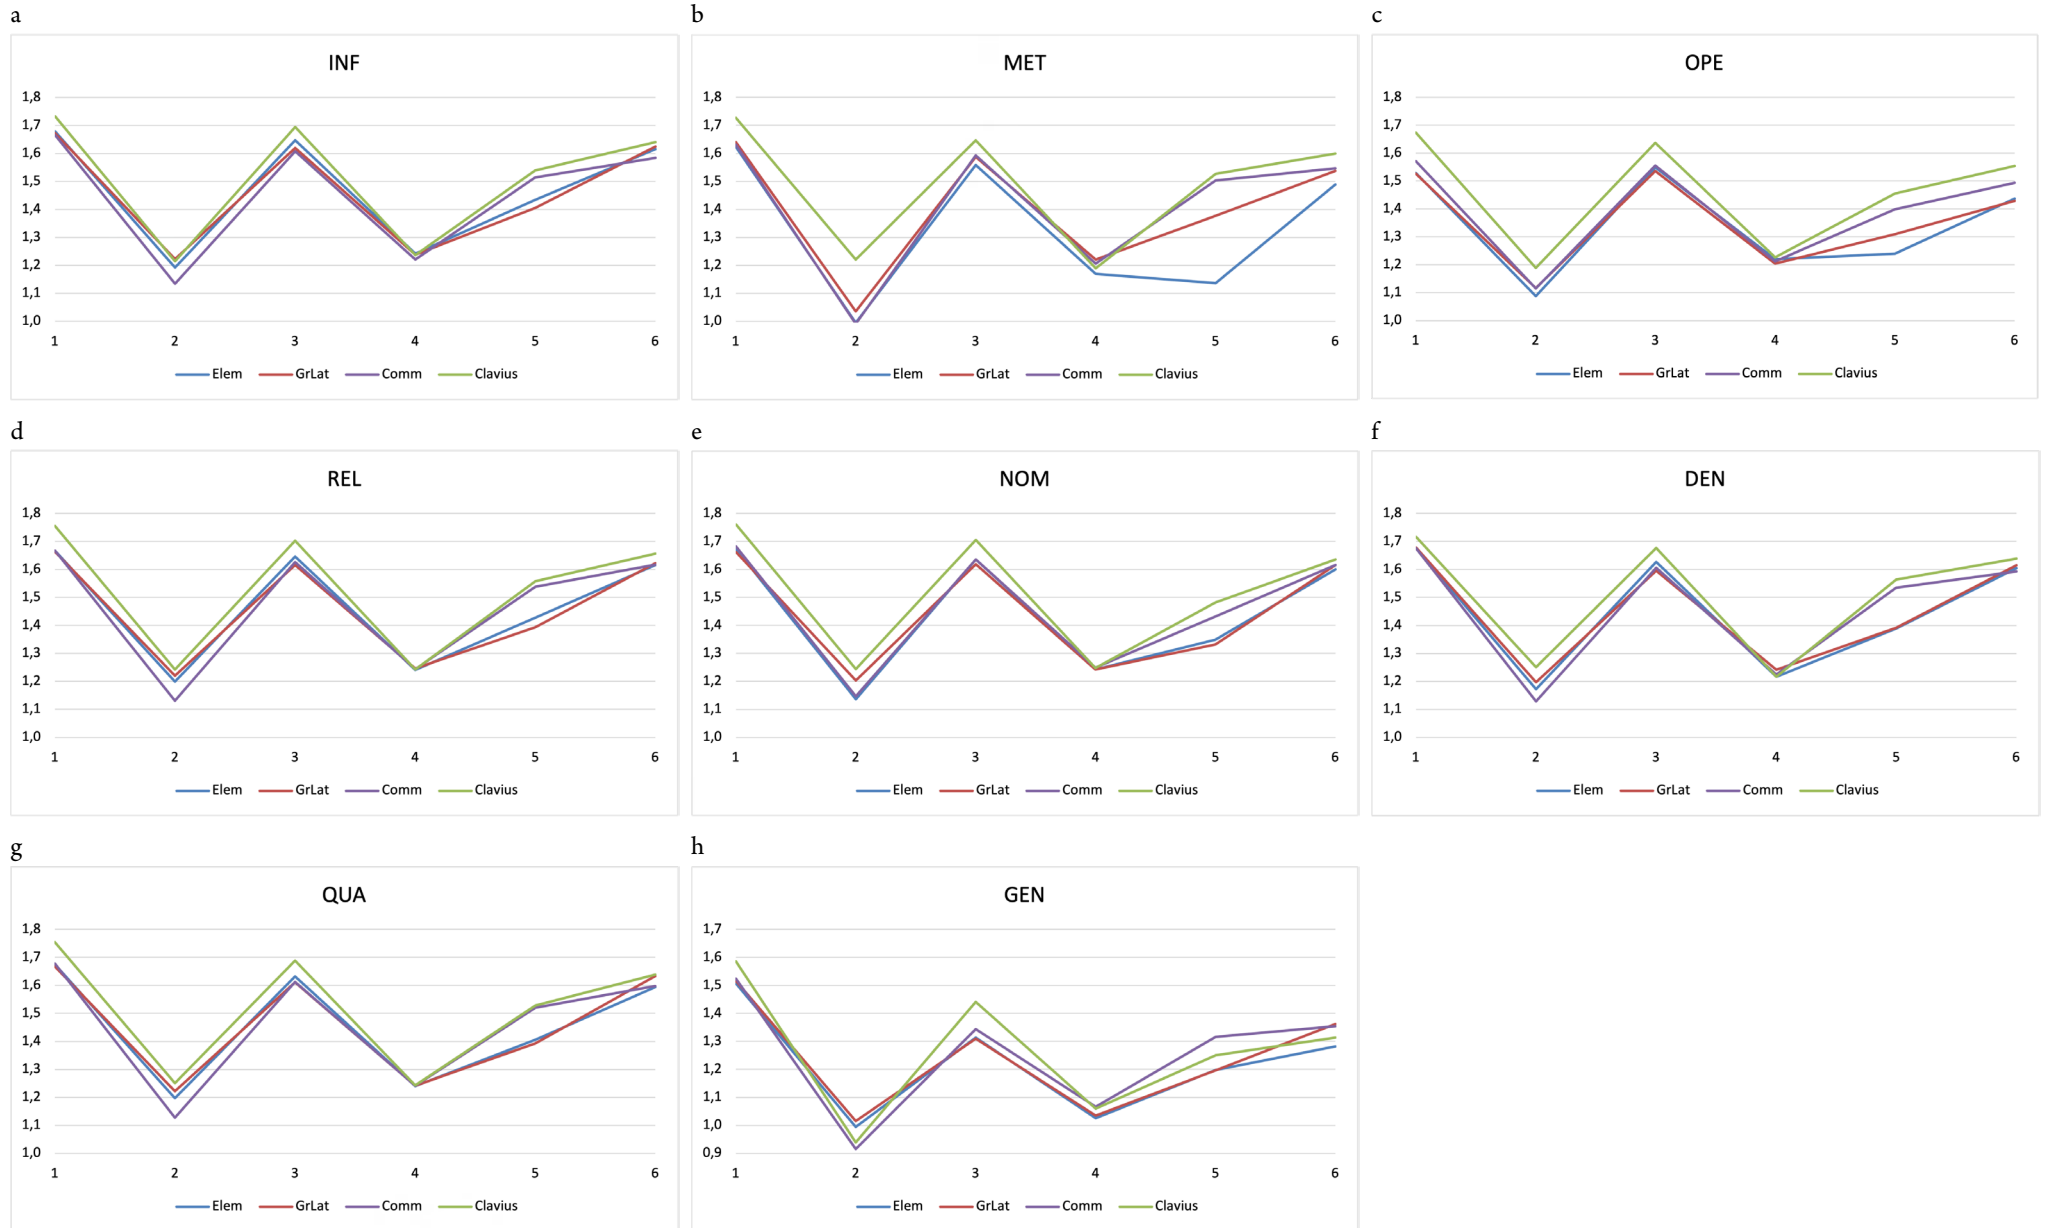 a
INF
1,8
1,7
1,6
1,5
1,4
1,3
1,2
1,1
1,0
1 2 3 4 5 6
Elem GrLat Comm Clavius
b
MET
1,8
1,7
1,6
1,5
1,4
1,3
1,2
1,1
1,0
1 2 3 4 5 6
Elem GrLat Comm Clavius
c
OPE
1,8
1,7
1,6
1,5
1,4
1,3
1,2
1,1
1,0
1 2 3 4 5 6
Elem GrLat Comm Clavius
d
REL
1,8
1,7
1,6
1,5
1,4
1,3
1,2
1,1
1,0
1 2 3 4 5 6
Elem GrLat Comm Clavius
e
NOM
1,8
1,7
1,6
1,5
1,4
1,3
1,2
1,1
1,0
1 2 3 4 5 6
Elem GrLat Comm Clavius
f
DEN
1,8
1,7
1,6
1,5
1,4
1,3
1,2
1,1
1,0
1 2 3 4 5 6
Elem GrLat Comm Clavius
g
QUA
1,8
1,7
1,6
1,5
1,4
1,3
1,2
1,1
1,0
1 2 3 4 5 6
Elem GrLat Comm Clavius
h
GEN
1,7
1,6
1,5
1,4
1,3
1,2
1,1
1,0
0,9
1 2 3 4 5 6
Elem GrLat Comm Clavius